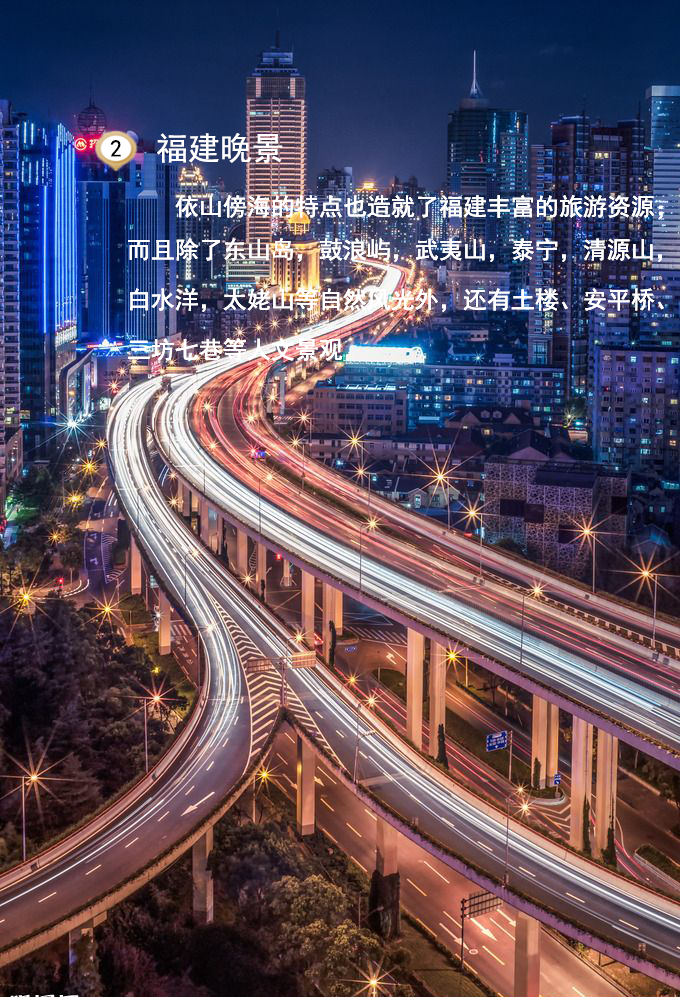 2
福建晚景
依山傍海的特点也造就了福建丰富的旅游资源；
而且除了东山岛，鼓浪屿，武夷山，泰宁，清源山，
白水洋，太姥山等自然风光外，还有土楼、安平桥、
三坊七巷等人文景观